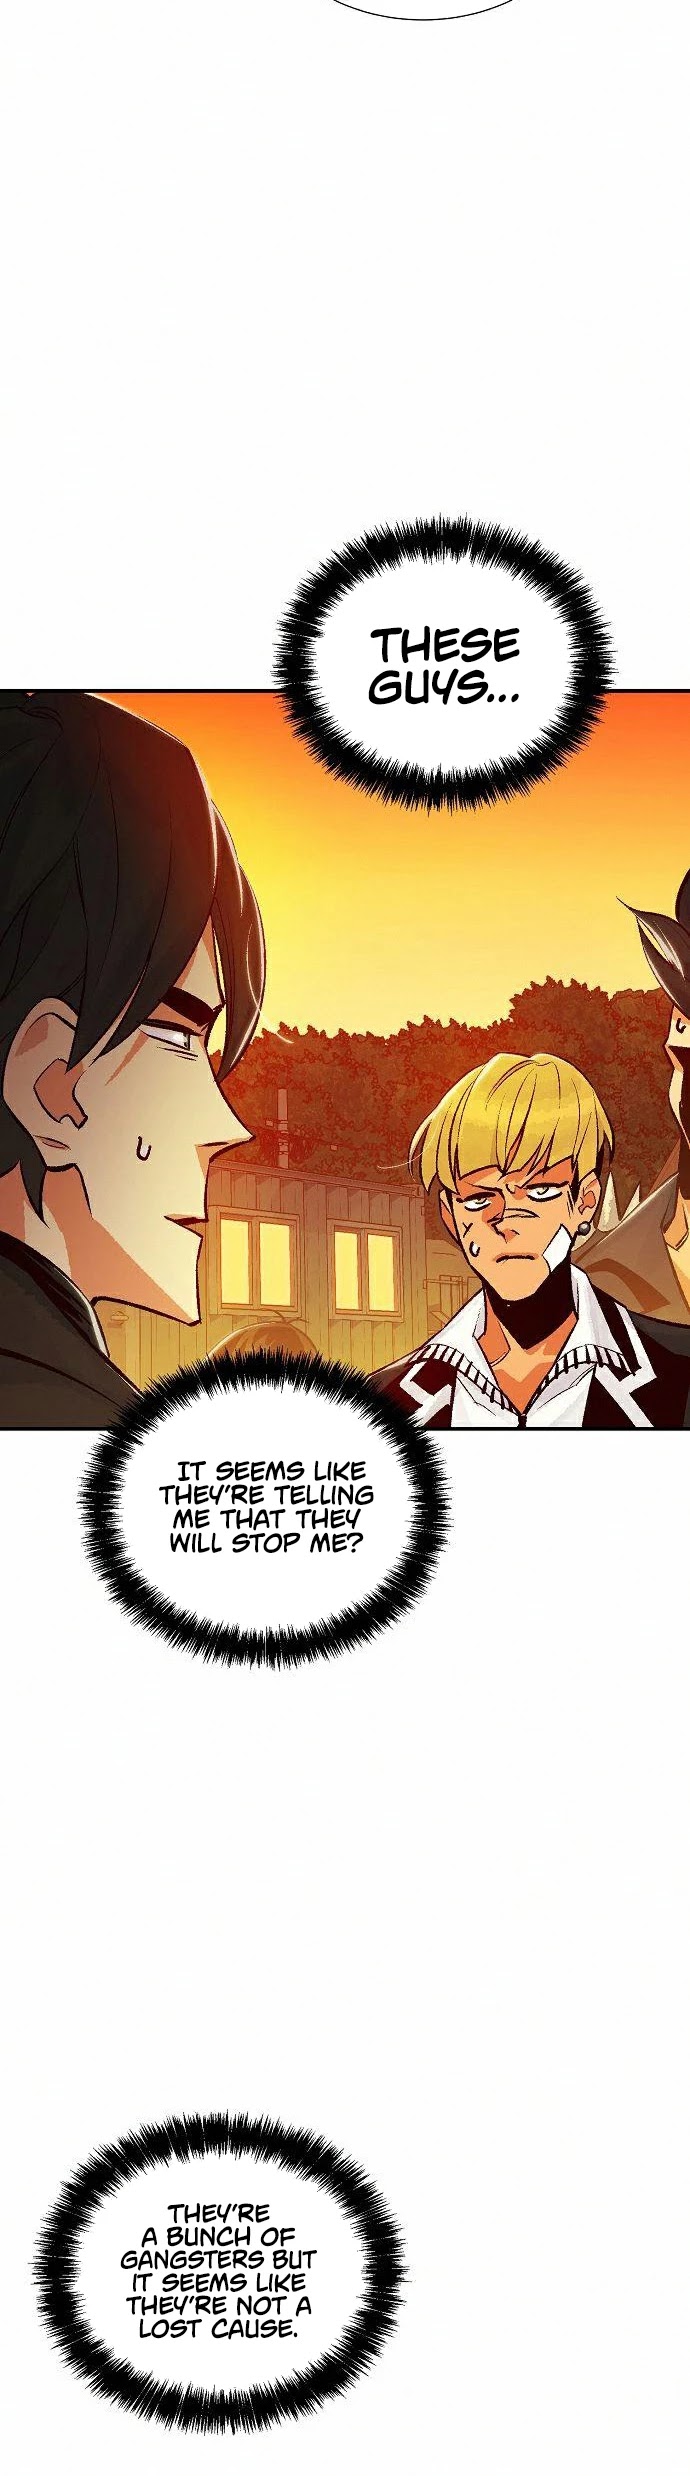 THESE
GUYS...
IT SEEMS LIKE
THEY'RE TELLING
ME THAT THEY
WILL STOP ME?
THEY'RE
A BUNCH OF
GANGSTERS BUT
IT SEEMS LIKE
THEY'RE NOT A
LOST CAUSE.